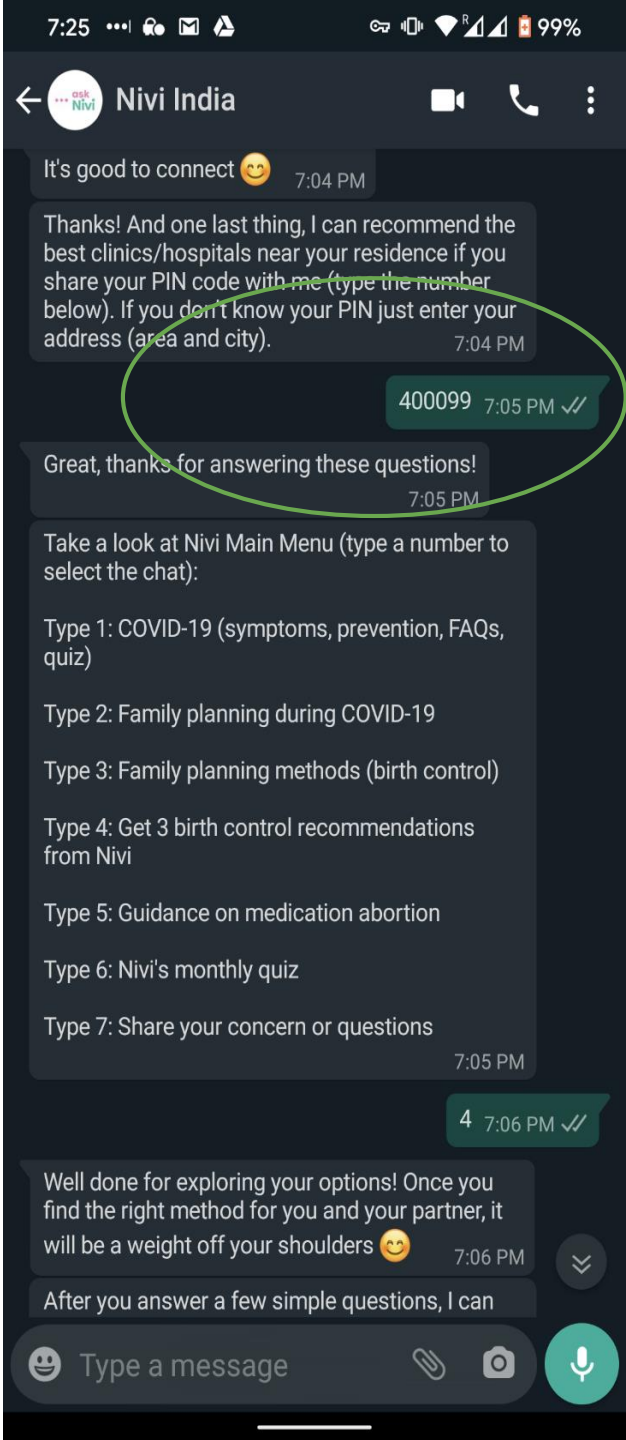 7:25
99%
ask
Nivi
Nivi India
It's good to connect 😊 7:04 PM
Thanks! And one last thing, I can recommend the
best clinics/hospitals near your residence if you
share your PIN code with me (type the number
below). If you don't know your PIN just enter your
address (area and city). 7:04 PM
400099 7:05 PM
Great, thanks for answering these questions!
7:05 PM
Take a look at Nivi Main Menu (type a number to
select the chat):
Type 1: COVID-19 (symptoms, prevention, FAQs,
quiz)
Type 2: Family planning during COVID-19
Type 3: Family planning methods (birth control)
Type 4: Get 3 birth control recommendations
from Nivi
Type 5: Guidance on medication abortion
Type 6: Nivi's monthly quiz
Type 7: Share your concern or questions
7:05 PM
4 7:06 PM
Well done for exploring your options! Once you
find the right method for you and your partner, it
will be a weight off your shoulders 😊 7:06 PM
After you answer a few simple questions, I can
Type a message